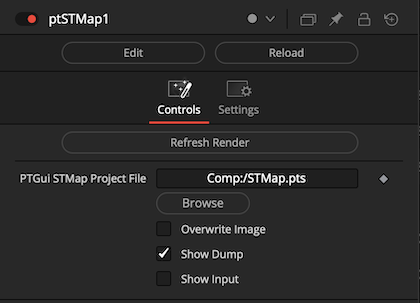 ptSTMap1
Edit
Reload
Controls
Settings
Refresh Render
PTGui STMap Project File
Comp:/STMap.pts
Browse
Overwrite Image
Show Dump
Show Input